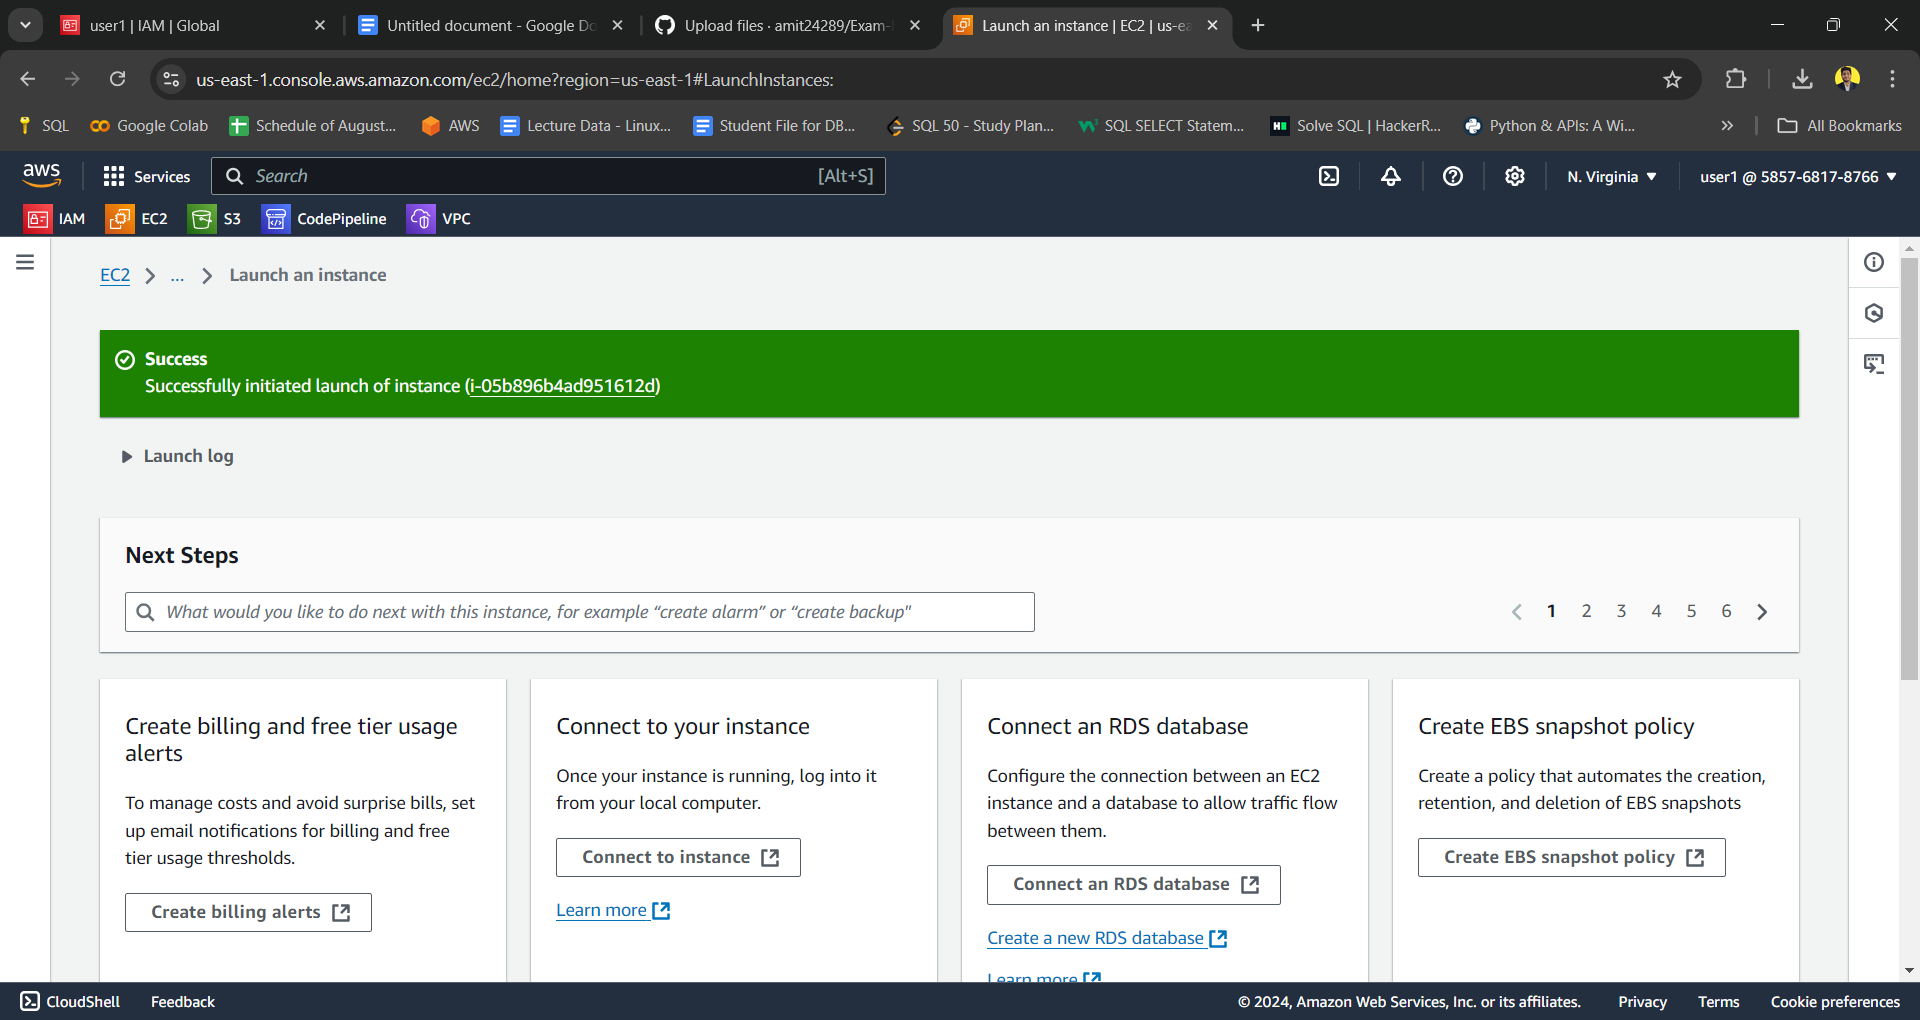 user1 | IAM | Global
Untitled document - Google Do
Upload files · amit24289/Exam-
Launch an instance | EC2 | us-ea
us-east-1.console.aws.amazon.com/ec2/home?region=us-east-1#LaunchInstances:
SQL
Google Colab
Schedule of August...
AWS
Lecture Data - Linux...
Student File for DB...
SQL 50 - Study Plan...
SQL SELECT Statem...
Solve SQL | HackerR...
Python & APIs: A Wi...
All Bookmarks
aws
Services
Search
[Alt+S]
N. Virginia
user1 @ 5857-6817-8766
IAM
EC2
S3
CodePipeline
VPC
EC2
...
Launch an instance
Success
Successfully initiated launch of instance (i-05b896b4ad951612d)
Launch log
Next Steps
What would you like to do next with this instance, for example “create alarm” or “create backup"
1 2 3 4 5 6
Create billing and free tier usage
alerts
To manage costs and avoid surprise bills, set
up email notifications for billing and free
tier usage thresholds.
Create billing alerts
Connect to your instance
Once your instance is running, log into it
from your local computer.
Connect to instance
Learn more
Connect an RDS database
Configure the connection between an EC2
instance and a database to allow traffic flow
between them.
Connect an RDS database
Create a new RDS database
Learn more
Create EBS snapshot policy
Create a policy that automates the creation,
retention, and deletion of EBS snapshots
Create EBS snapshot policy
CloudShell
Feedback
© 2024, Amazon Web Services, Inc. or its affiliates.
Privacy
Terms
Cookie preferences